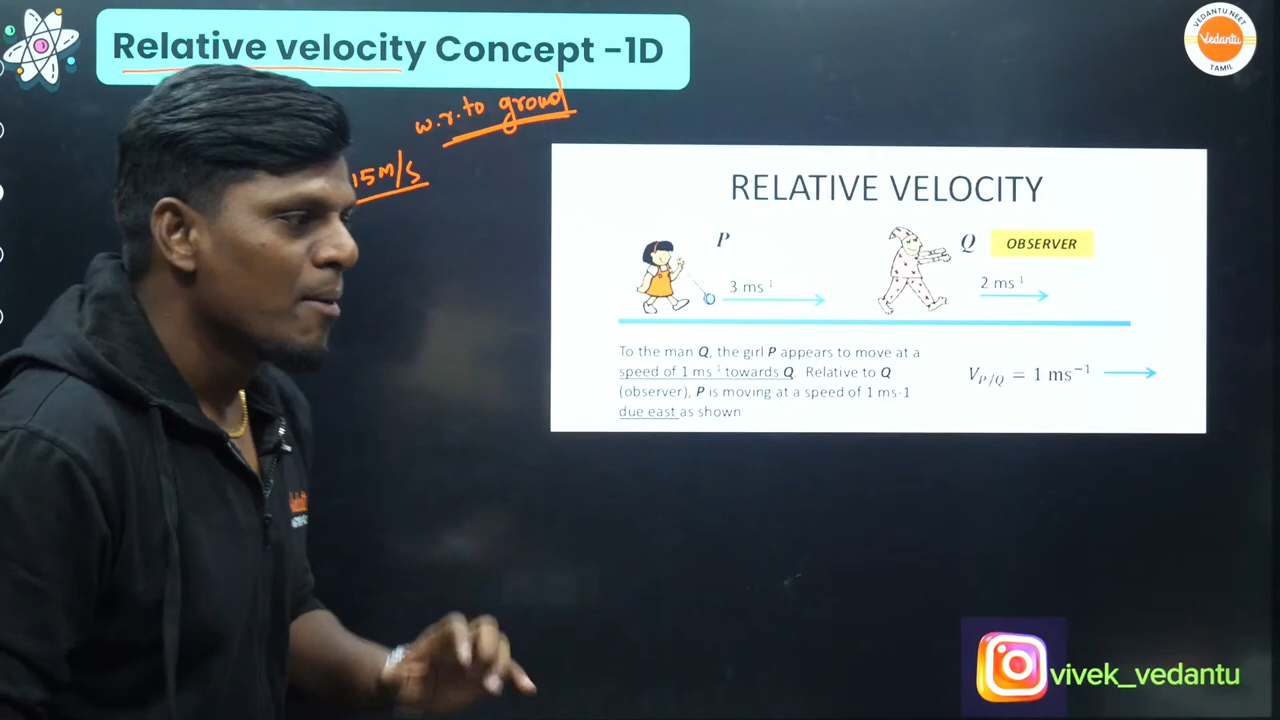 Relative velocity Concept -1D
VEDANTU NEET
Vedantu
TAMIL
w.r.to groud
15M/S
RELATIVE VELOCITY
P
Q
OBSERVER
3 ms⁻¹
2 ms⁻¹
To the man Q, the girl P appears to move at a
speed of 1 ms⁻¹ towards Q. Relative to Q
(observer), P is moving at a speed of 1 ms-1
due east as shown
V_{P/Q} = 1 ms⁻¹
vivek_vedantu